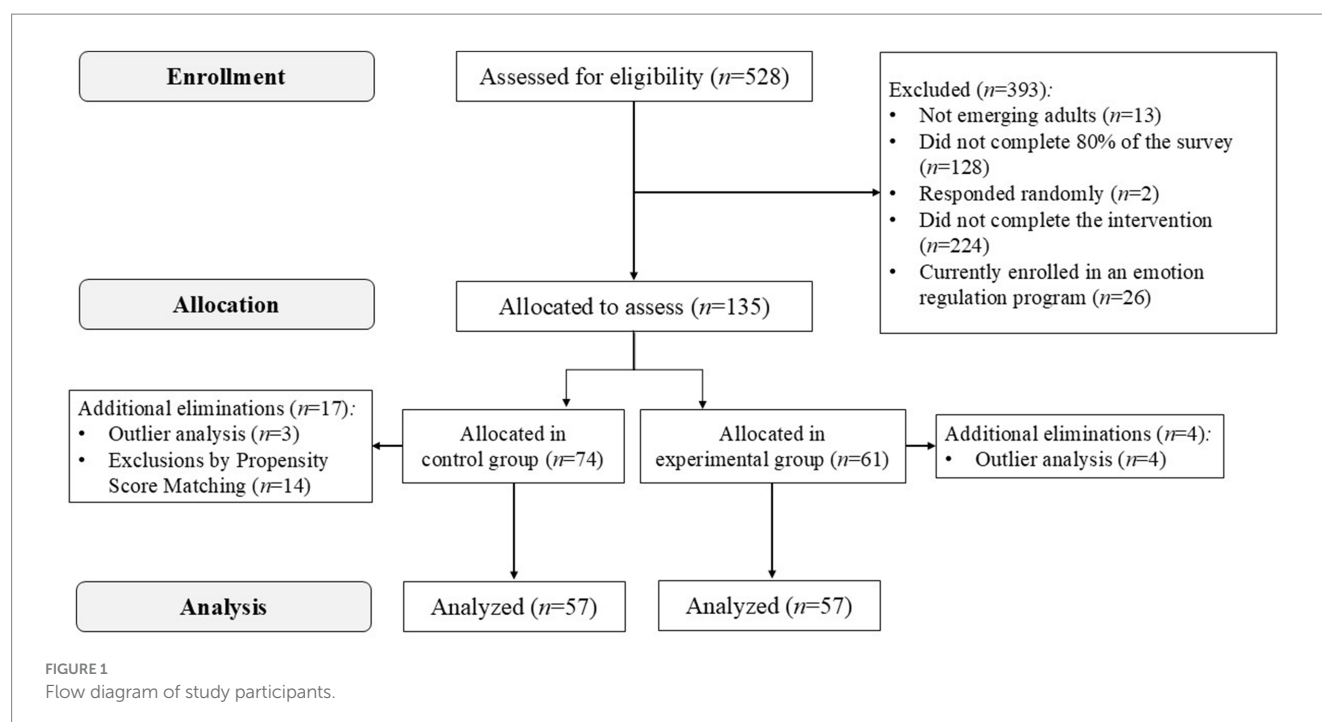 Enrollment
Assessed for eligibility (n=528)
Excluded (n=393):
• Not emerging adults (n=13)
• Did not complete 80% of the survey
(n=128)
• Responded randomly (n=2)
• Did not complete the intervention
(n=224)
• Currently enrolled in an emotion
regulation program (n=26)
Allocation
Allocated to assess (n=135)
Additional eliminations (n=17):
• Outlier analysis (n=3)
• Exclusions by Propensity
Score Matching (n=14)
Allocated in
control group (n=74)
Allocated in
experimental group (n=61)
Additional eliminations (n=4):
• Outlier analysis (n=4)
Analysis
Analyzed (n=57)
Analyzed (n=57)
FIGURE 1
Flow diagram of study participants.